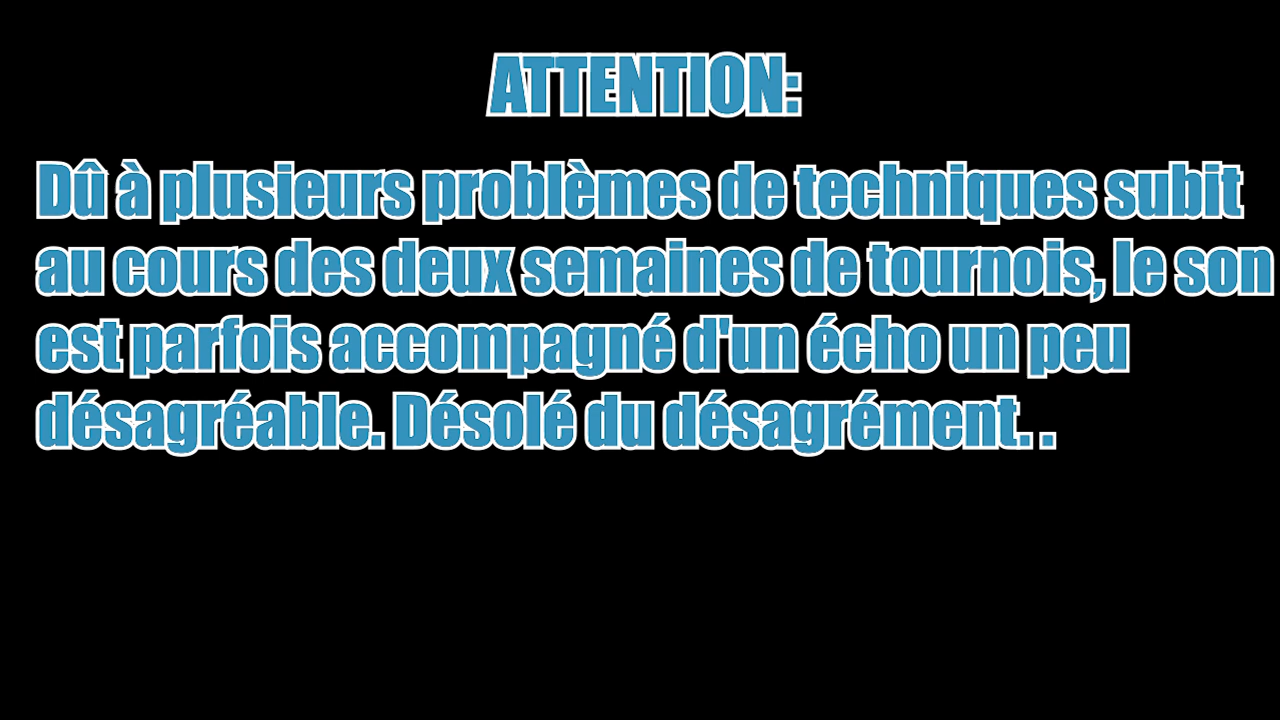 ATTENTION:
Dû à plusieurs problèmes de techniques subit
au cours des deux semaines de tournois, le son
est parfois accompagné d'un écho un peu
désagréable. Désolé du désagrément. .